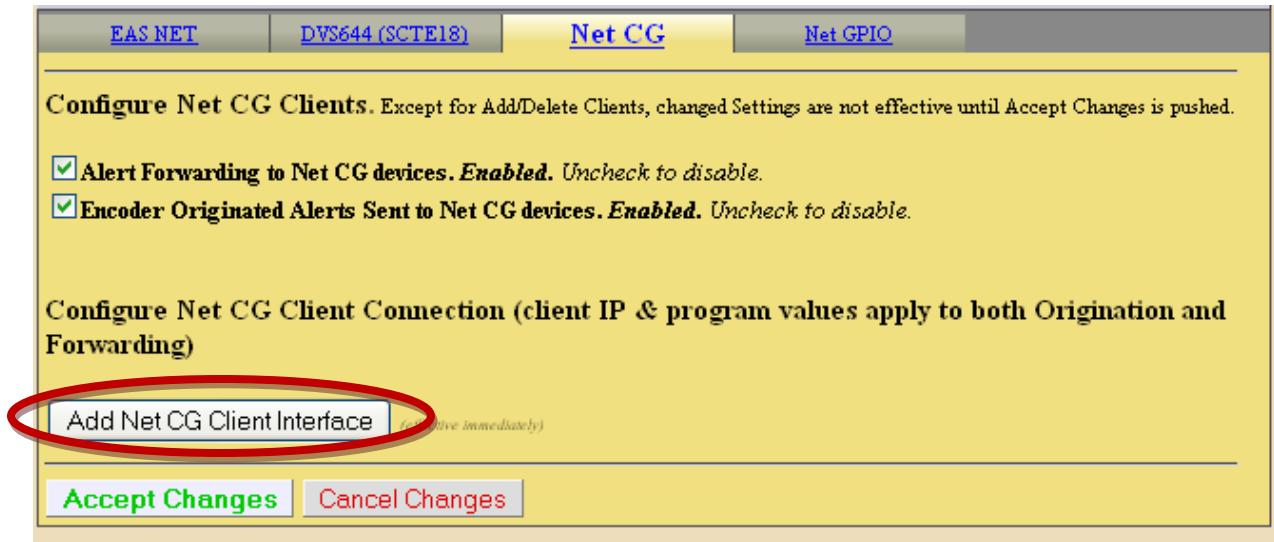 EAS NET DVS644 (SCTE18) Net CG Net GPIO
Configure Net CG Clients. Except for Add/Delete Clients, changed Settings are not effective until Accept Changes is pushed.
Alert Forwarding to Net CG devices. Enabled. Uncheck to disable.
Encoder Originated Alerts Sent to Net CG devices. Enabled. Uncheck to disable.
Configure Net CG Client Connection (client IP & program values apply to both Origination and
Forwarding)
Add Net CG Client Interface (effective immediately)
Accept Changes Cancel Changes